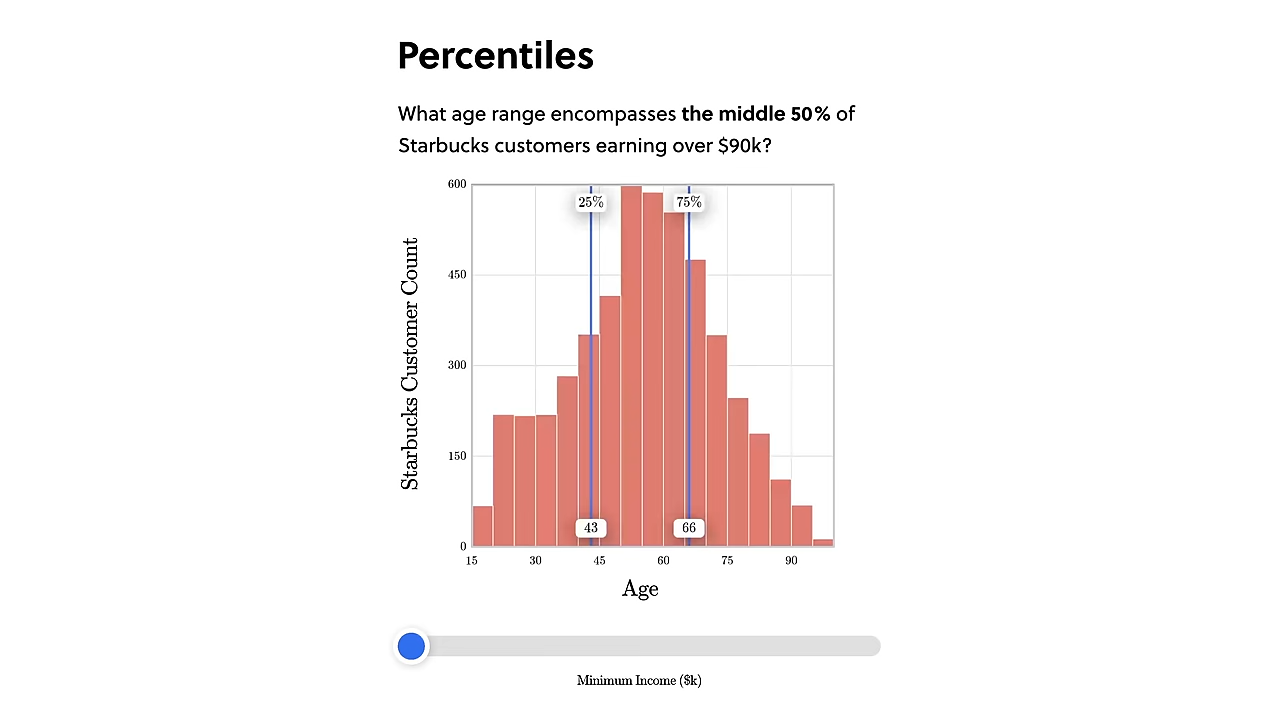 Percentiles
What age range encompasses the middle 50% of
Starbucks customers earning over $90k?
600
450
300
150
0
25%
75%
43
66
15 30 45 60 75 90
Starbucks Customer Count
Age
Minimum Income ($k)